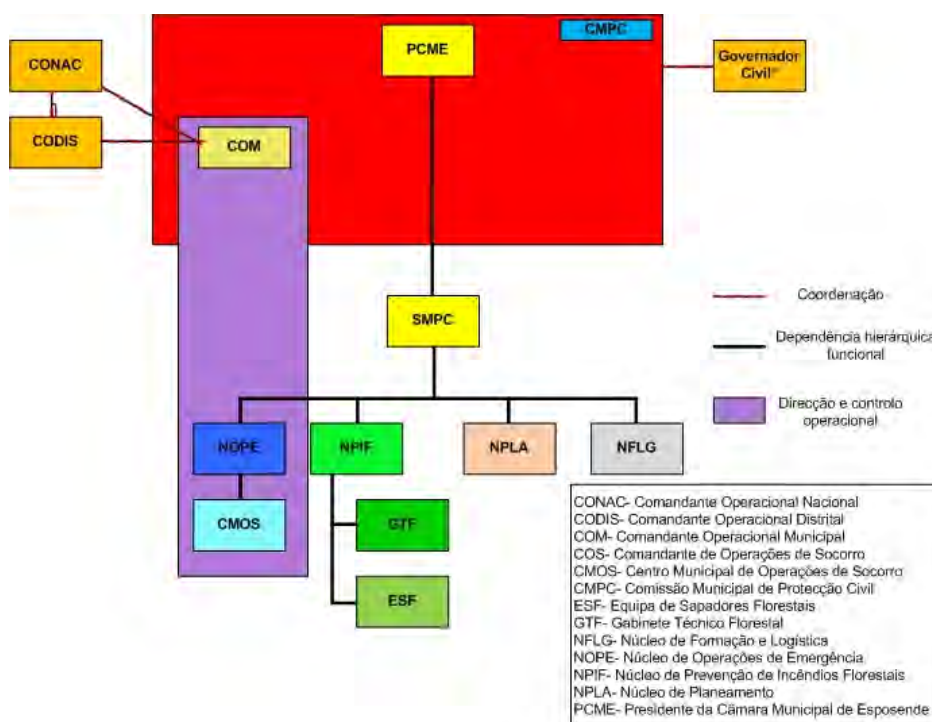 CMPC
PCME
Governador
Civil"
CONAC
CODIS
COM
SMPC
Coordenação
Dependência hierárquica
funcional
Direcção e controlo
operacional
NOPE
NPIF
NPLA
NFLG
CMOS
GTF
ESF
CONAC- Comandante Operacional Nacional
CODIS- Comandante Operacional Distrital
COM- Comandante Operacional Municipal
COS- Comandante de Operações de Socorro
CMOS- Centro Municipal de Operações de Socorro
CMPC- Comissão Municipal de Protecção Civil
ESF- Equipa de Sapadores Florestais
GTF- Gabinete Técnico Florestal
NFLG- Núcleo de Formação e Logística
NOPE- Núcleo de Operações de Emergência
NPIF- Núcleo de Prevenção de Incêndios Florestais
NPLA- Núcleo de Planeamento
PCME- Presidente da Câmara Municipal de Esposende